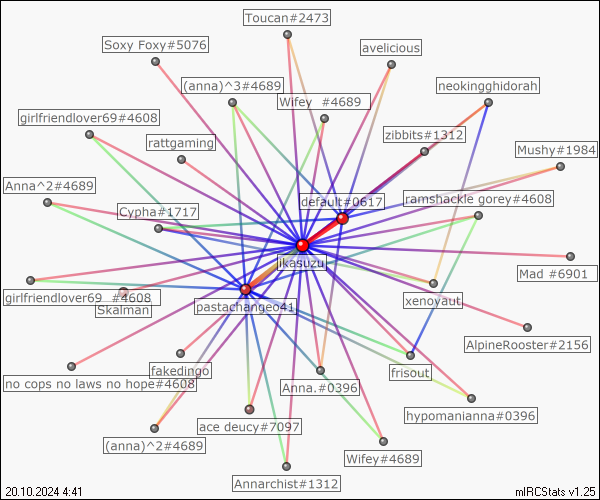 Toucan#2473
Soxy Foxy#5076
avelicious
(anna)^3#4689
neokingghidorah
Wifey #4689
girlfriendlover69#4608
zibbits#1312
rattgaming
Mushy#1984
Anna^2#4689
default#0617
ramshackle gorey#4608
Cypha#1717
ikasuzu
Mad #6901
girlfriendlover69 #4608
xenoyaut
Skalman
pastachangeo41
AlpineRooster#2156
fakedingo
frisout
no cops no laws no hope#4608
Anna.#0396
hypomanianna#0396
ace deucy#7097
(anna)^2#4689
Wifey#4689
Annarchist#1312
20.10.2024 4:41
mIRCStats v1.25